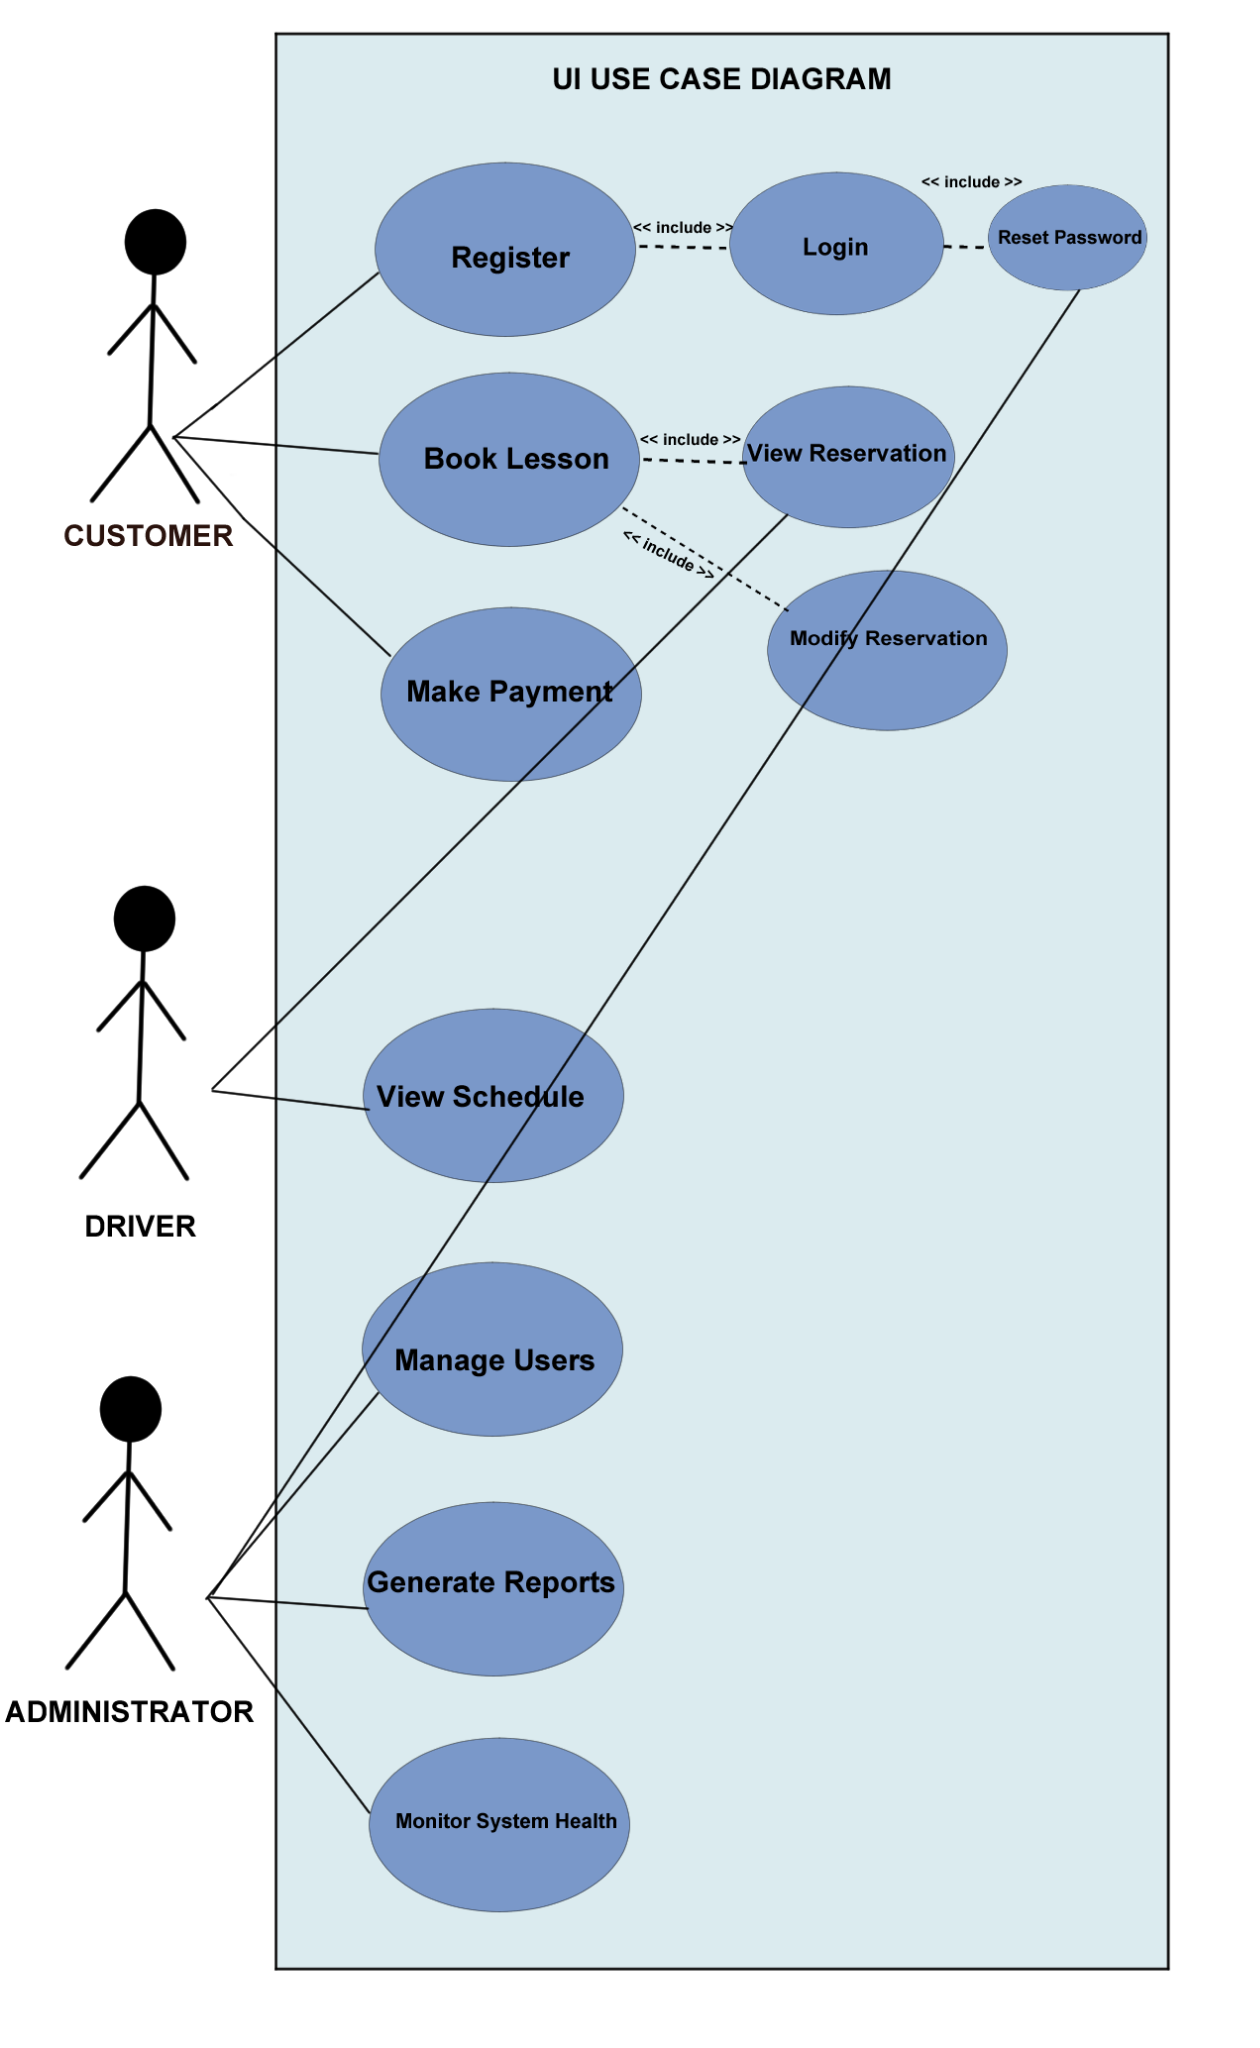 UI USE CASE DIAGRAM
<< include >>
Register
<< include >>
Login
Reset Password
Book Lesson
<< include >>
View Reservation
CUSTOMER
<< include >>
Modify Reservation
Make Payment
View Schedule
DRIVER
Manage Users
Generate Reports
ADMINISTRATOR
Monitor System Health